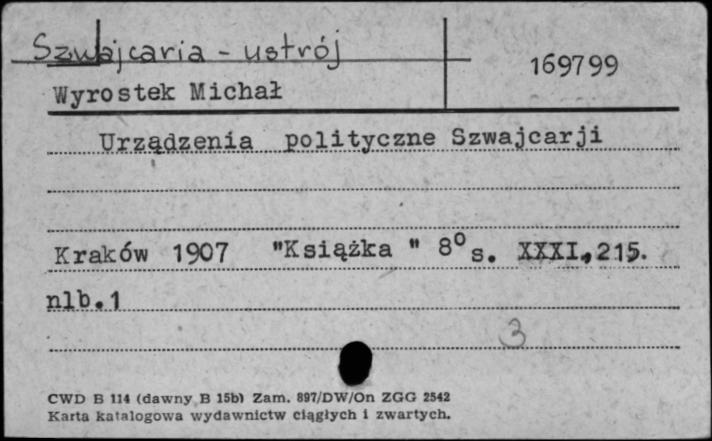 Szwajcaria - ustrój
169799
Wyrostek Michał
Urządzenia polityczne Szwajcarji
Kraków 1907 "Książka " 8° s. XXXI,215.
nlb.1
3
CWD B 114 (dawny B 15b) Zam. 897/DW/On ZGG 2542
Karta katalogowa wydawnictw ciągłych i zwartych.